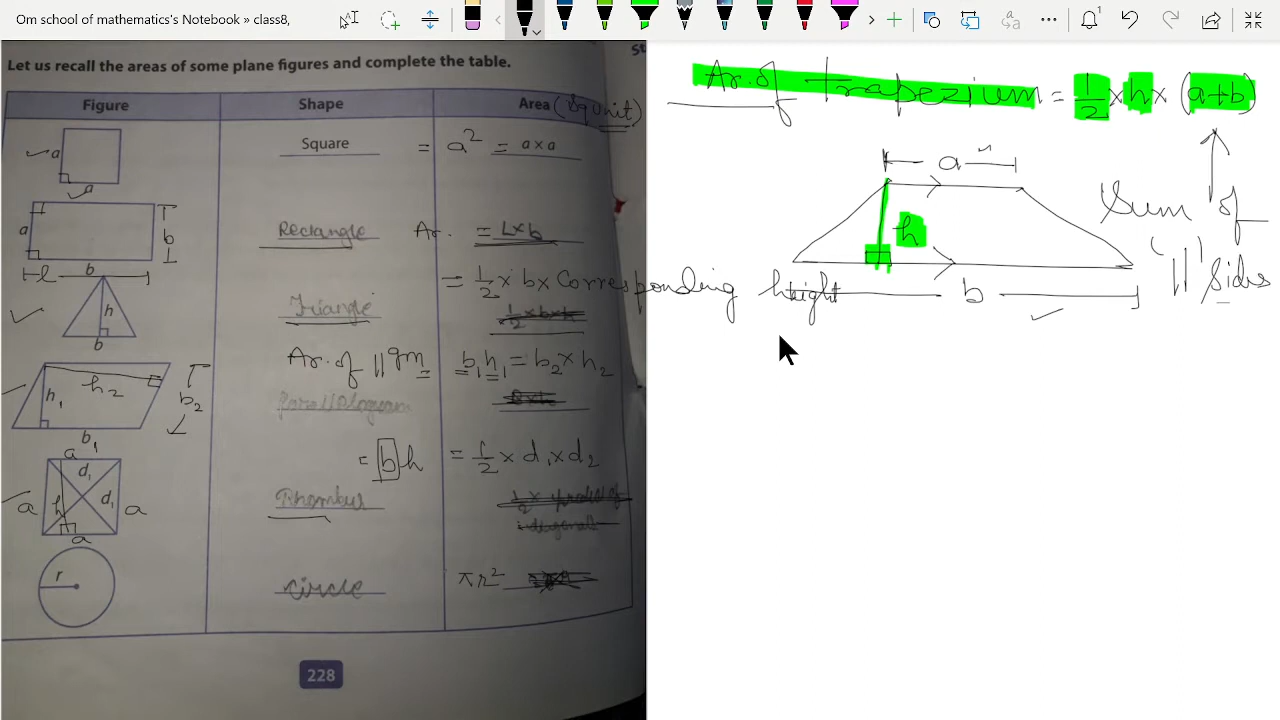 Om school of mathematics's Notebook » class8,
Let us recall the areas of some plane figures and complete the table.
Figure Shape Area (Sq unit)
a
a
Square = a² = a x a
a
b
l
Rectangle Ar. = L×b
b
h
b
Triangle = 1/2 × b× Corresponding height
h₁ h₂ b₂
b₁
Ar. of ||gm b₁h₁ = b₂ × h₂
Parallelogram
a
d₁
a h d₁ a
a
= bh = 1/2 × d₁ × d₂
Rhombus
r
Circle πr²
228
Ar. of trapezium = 1/2 × h × (a+b)
a
h
b
Sum of
|| Sides